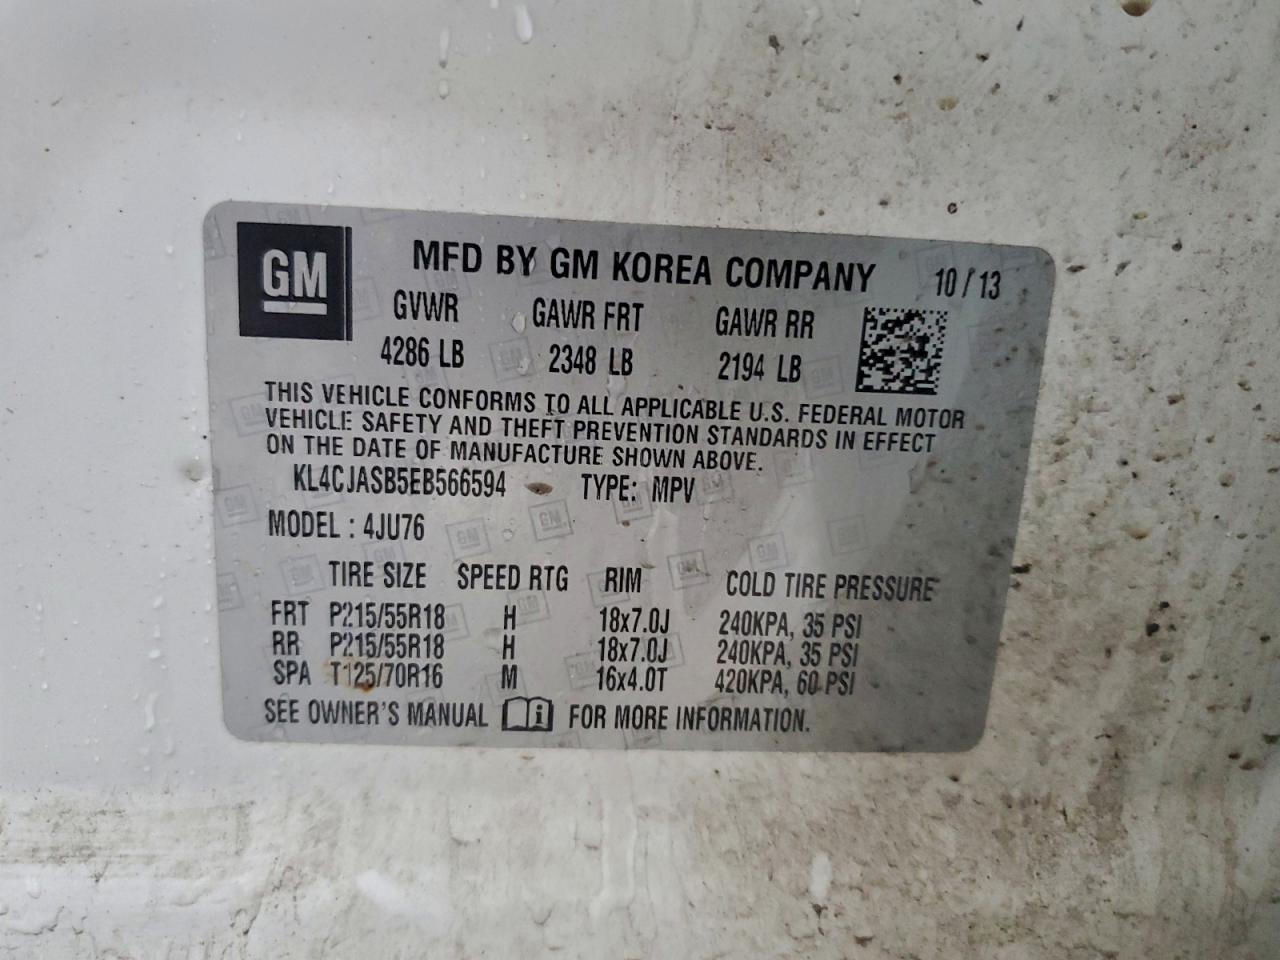 GM
MFD BY GM KOREA COMPANY 10/13
GVWR GAWR FRT GAWR RR
4286 LB 2348 LB 2194 LB
THIS VEHICLE CONFORMS TO ALL APPLICABLE U.S. FEDERAL MOTOR
VEHICLE SAFETY AND THEFT PREVENTION STANDARDS IN EFFECT
ON THE DATE OF MANUFACTURE SHOWN ABOVE.
KL4CJASB5EB566594 TYPE: MPV
MODEL : 4JU76
TIRE SIZE SPEED RTG RIM COLD TIRE PRESSURE
FRT P215/55R18 H 18x7.0J 240KPA, 35 PSI
RR P215/55R18 H 18x7.0J 240KPA, 35 PSI
SPA T125/70R16 M 16x4.0T 420KPA, 60 PSI
SEE OWNER'S MANUAL i FOR MORE INFORMATION.